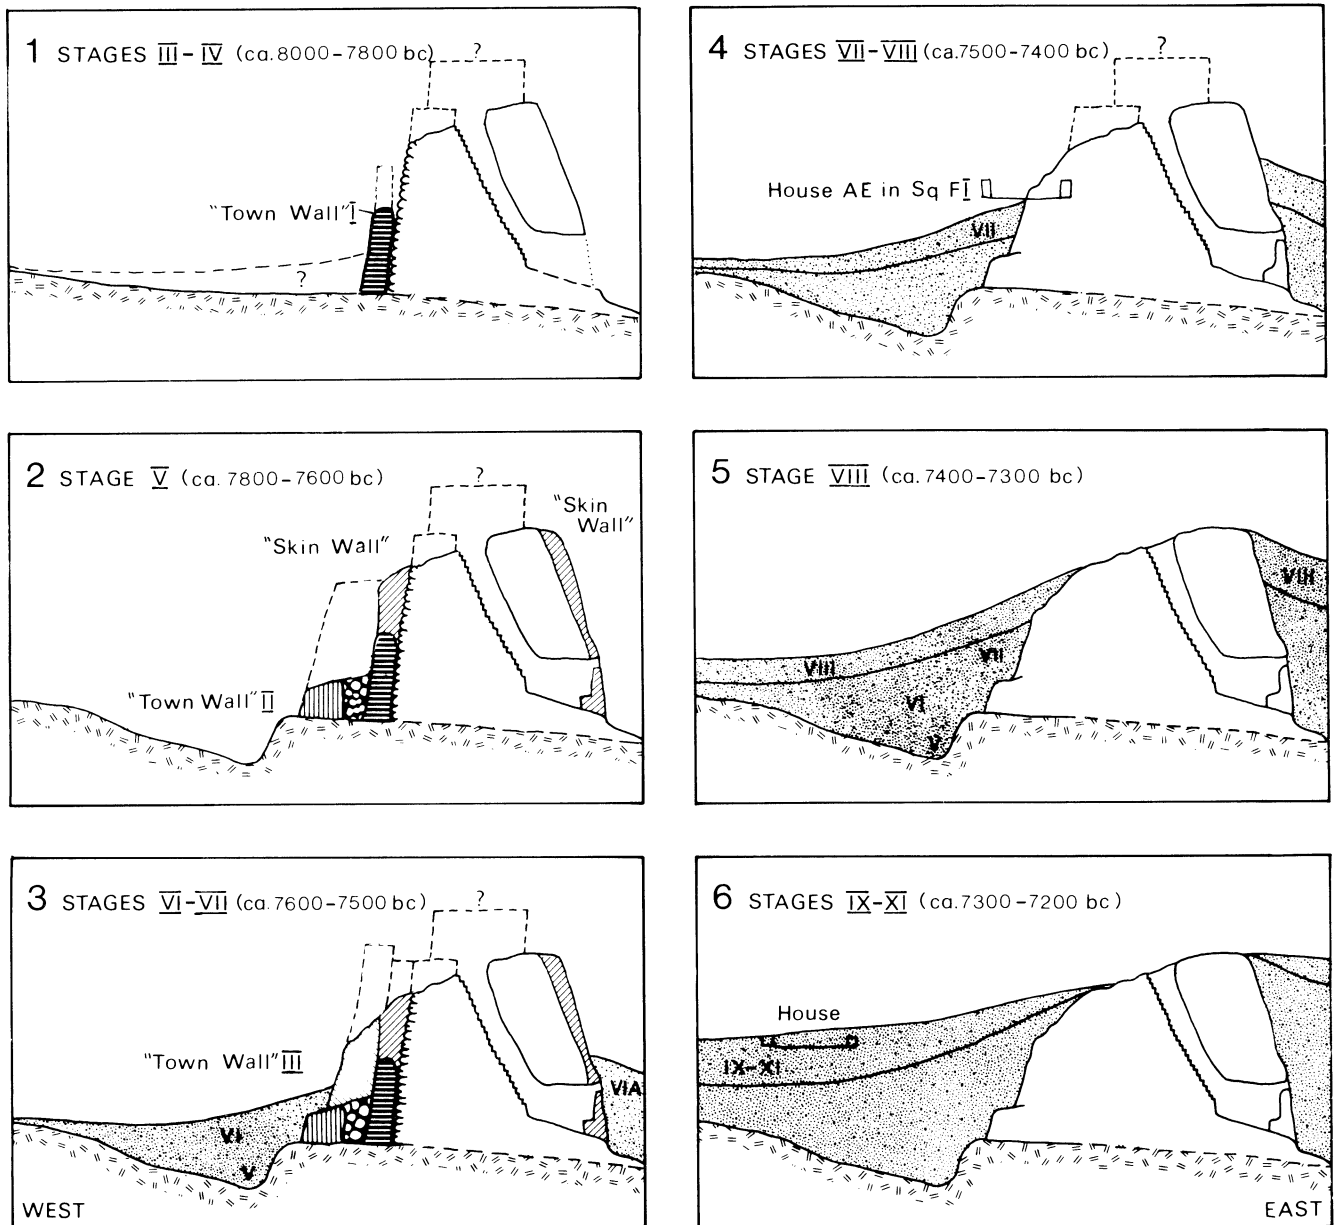 1 STAGES III-IV (ca. 8000-7800 bc)
?
"Town Wall" I
?
2 STAGE V (ca. 7800-7600 bc)
?
"Skin
Wall"
"Skin Wall"
"Town Wall" II
3 STAGES VI-VII (ca. 7600-7500 bc)
?
"Town Wall" III
VIA
VI
V
WEST
4 STAGES VII-VIII (ca. 7500-7400 bc)
?
House AE in Sq FI
VII
5 STAGE VIII (ca. 7400-7300 bc)
VIII
VIII
VII
VI
V
6 STAGES IX-XI (ca. 7300-7200 bc)
House
IX-XI
EAST